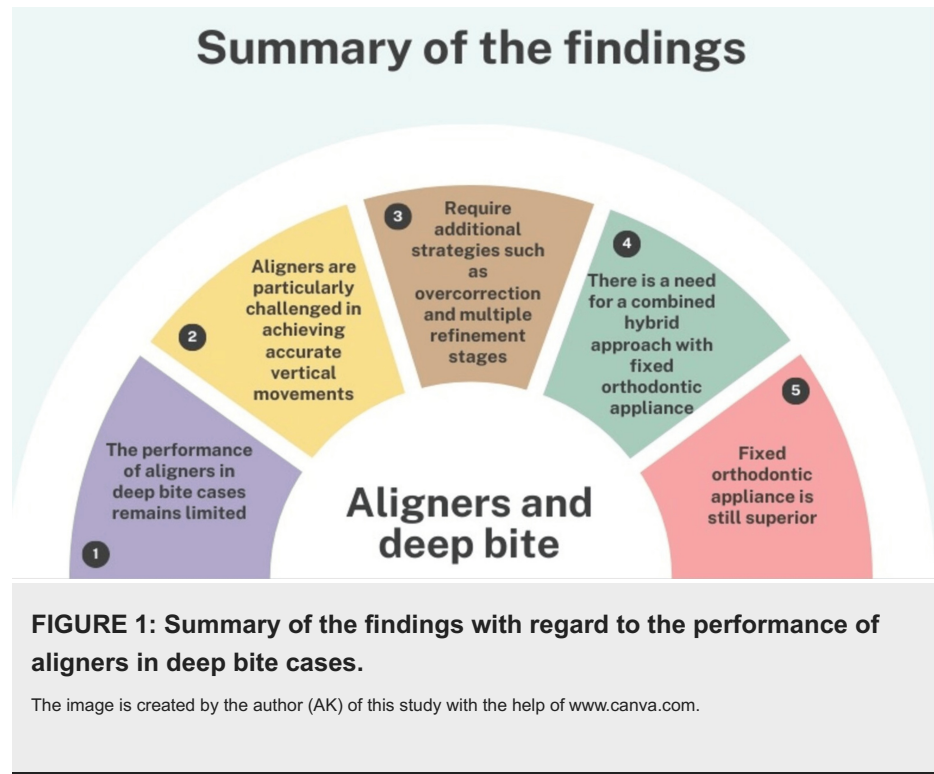 Summary of the findings
1
The performance
of aligners in
deep bite cases
remains limited
2
Aligners are
particularly
challenged in
achieving
accurate
vertical
movements
3
Require
additional
strategies such
as
overcorrection
and multiple
refinement
stages
4
There is a need
for a combined
hybrid
approach with
fixed
orthodontic
appliance
5
Fixed
orthodontic
appliance is
still superior
Aligners and
deep bite
FIGURE 1: Summary of the findings with regard to the performance of
aligners in deep bite cases.
The image is created by the author (AK) of this study with the help of www.canva.com.